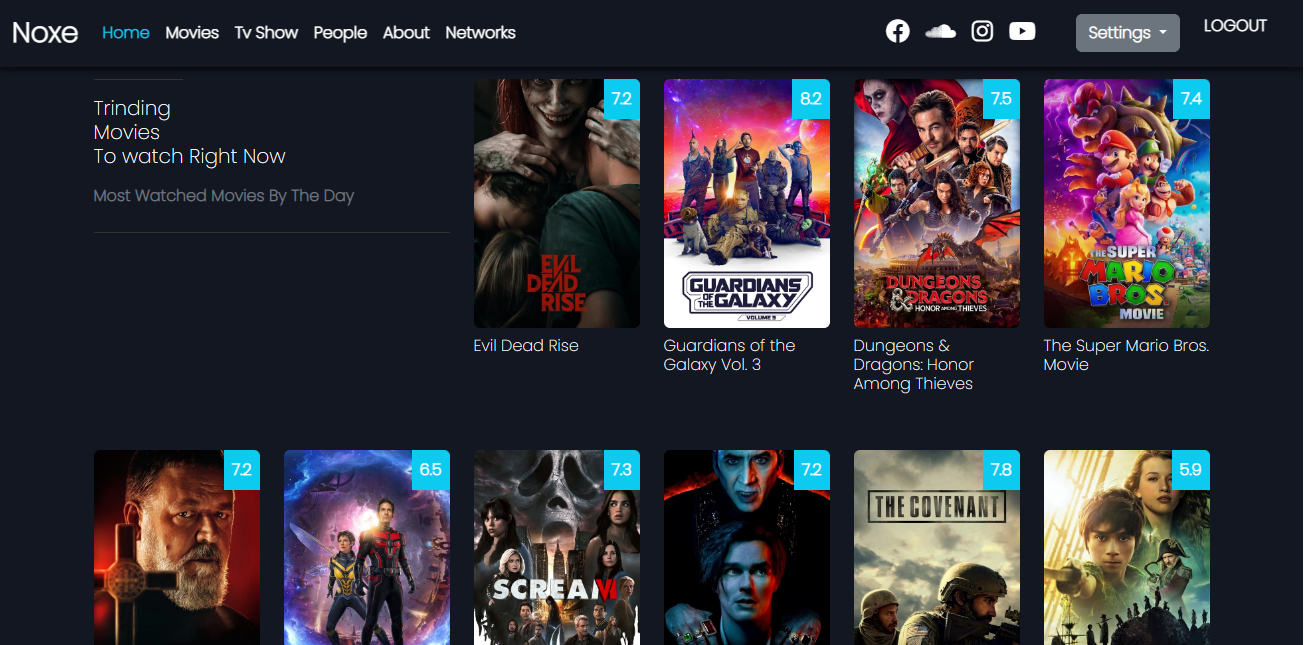 Noxe
Home Movies Tv Show People About Networks
Settings
LOGOUT
Trinding
Movies
To watch Right Now
Most Watched Movies By The Day
7.2
EVIL
DEAD
RISE
Evil Dead Rise
8.2
GUARDIANS
OF THE GALAXY
VOLUME 3
Guardians of the
Galaxy Vol. 3
7.5
DUNGEONS
& DRAGONS
HONOR AMONG THIEVES
Dungeons &
Dragons: Honor
Among Thieves
7.4
THE SUPER
MARIO
BROS.
MOVIE
The Super Mario Bros.
Movie
7.2
6.5
7.3
SCREAM VI
7.2
7.8
THE COVENANT
5.9